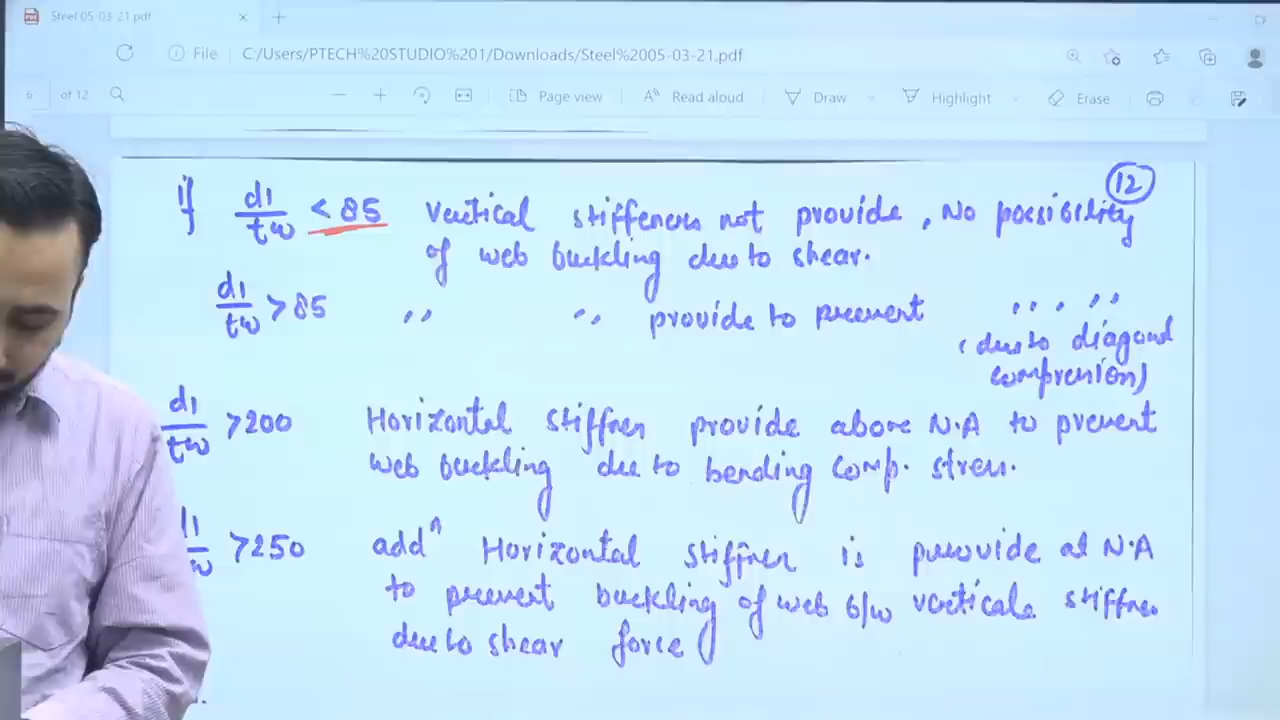 Steel 05-03-21.pdf
File C:/Users/PTECH%20STUDIO%201/Downloads/Steel%2005-03-21.pdf
6 of 12 Page view Read aloud Draw Highlight Erase
12
if d1/tw < 85 vertical stiffeners not provide, No possibility
of web buckling due to shear.
d1/tw > 85 ,, ,, provide to prevent ,, , ,,
(due to diagonal
compression)
d1/tw > 200 Horizontal stiffner provide above N.A to prevent
web buckling due to bending comp. stress.
>250 addn Horizontal stiffner is provide at N.A
to prevent buckling of web b/w verticale stiffner
due to shear force